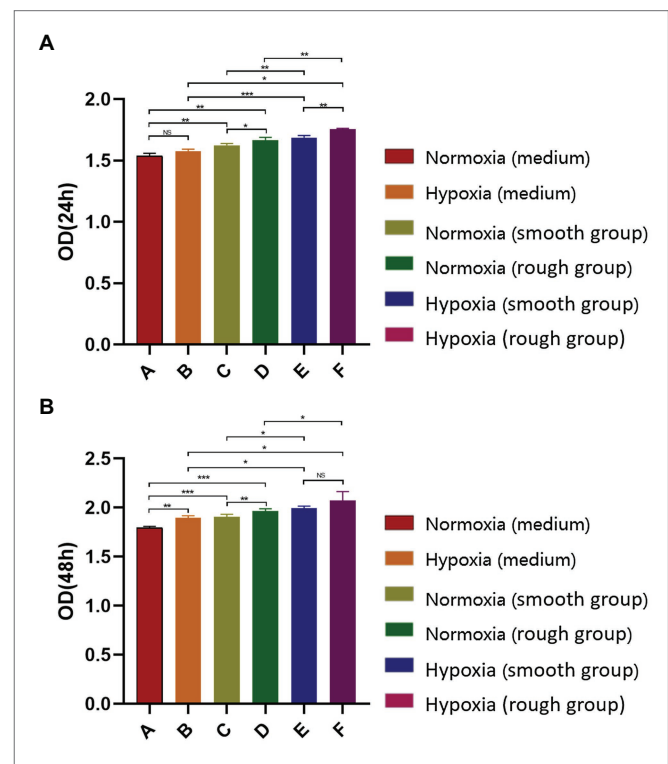 A
**
**
*
***
**
**
**
*
NS
2.0
1.5
1.0
0.5
0.0
OD(24h)
A B C D E F
Normoxia (medium)
Hypoxia (medium)
Normoxia (smooth group)
Normoxia (rough group)
Hypoxia (smooth group)
Hypoxia (rough group)
B
*
*
*
*
NS
***
***
**
**
2.5
2.0
1.5
1.0
0.5
0.0
OD(48h)
A B C D E F
Normoxia (medium)
Hypoxia (medium)
Normoxia (smooth group)
Normoxia (rough group)
Hypoxia (smooth group)
Hypoxia (rough group)